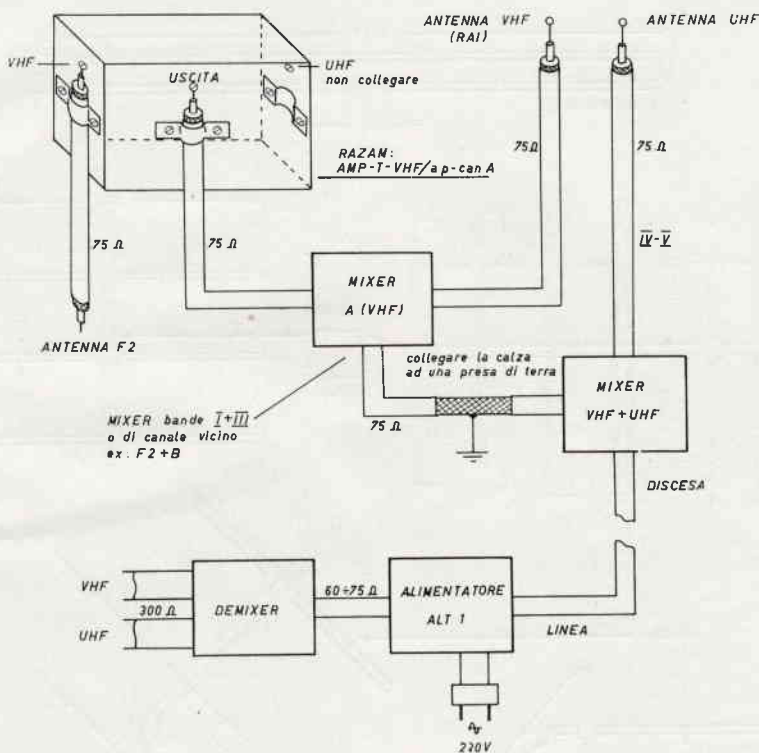 ANTENNA VHF
(RAI)
ANTENNA UHF
VHF
USCITA
UHF
non collegare
RAZAM:
AMP-T-VHF/ap-can A
75 Ω
75 Ω
75 Ω
75 Ω
IV-V
ANTENNA F2
MIXER
A (VHF)
collegare la calza
ad una presa di terra
MIXER
VHF+UHF
MIXER bande I+III
o di canale vicino
ex: F2+B
75 Ω
DISCESA
VHF
300 Ω
UHF
DEMIXER
60÷75 Ω
ALIMENTATORE
ALT 1
LINEA
220V